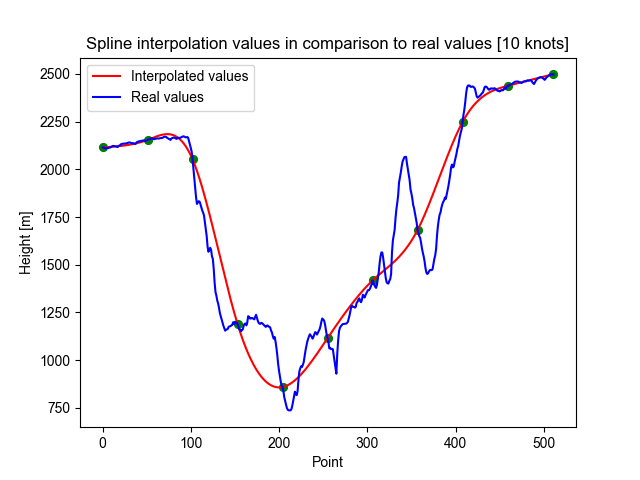 Spline interpolation values in comparison to real values [10 knots]
Interpolated values
Real values
Height [m]
2500
2250
2000
1750
1500
1250
1000
750
0 100 200 300 400 500
Point